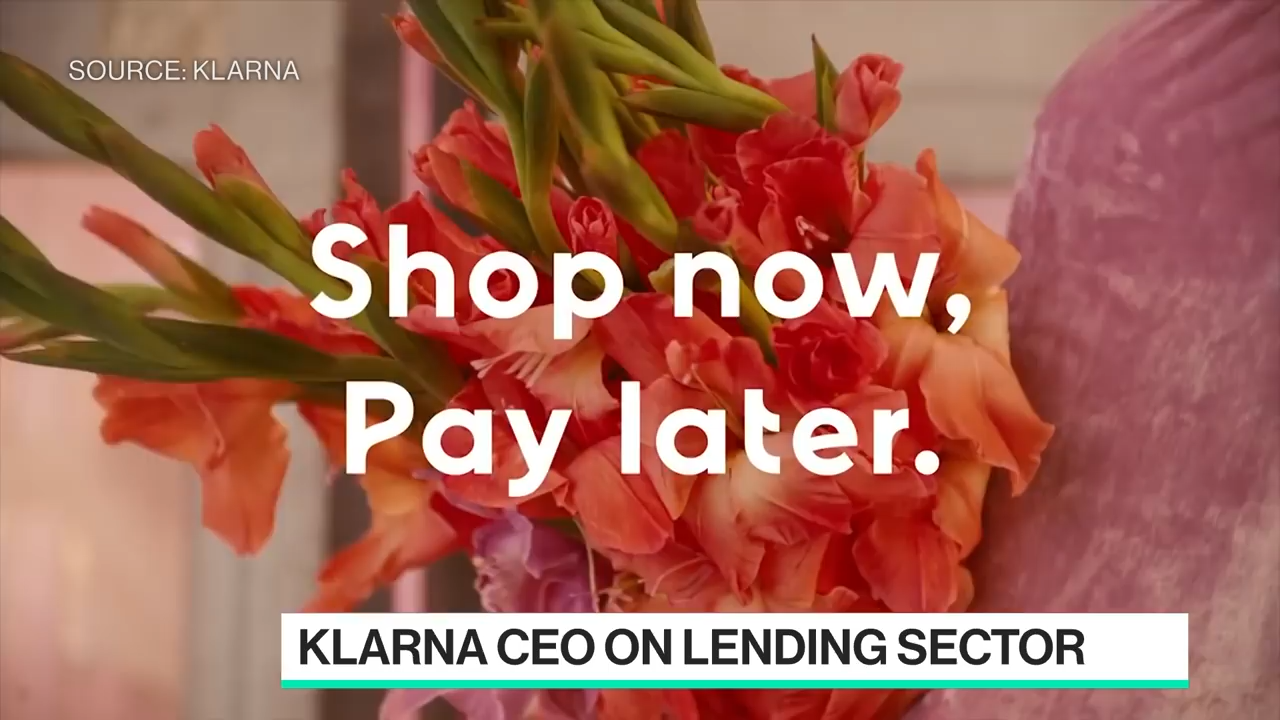 SOURCE: KLARNA
Shop now,
Pay later.
KLARNA CEO ON LENDING SECTOR